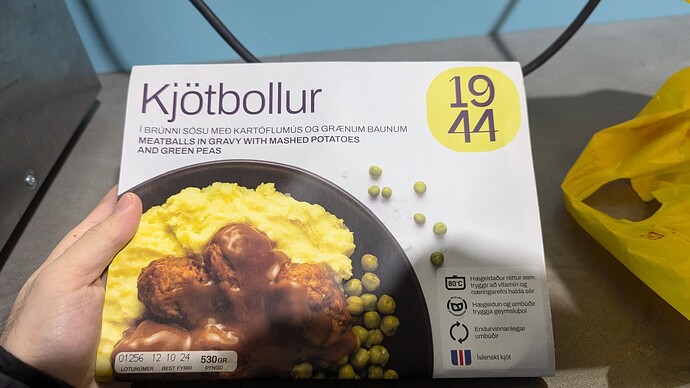 Kjötbollur
Í BRÚNNI SÓSU MEÐ KARTÖFLUMÚS OG GRÆNUM BAUNUM
MEATBALLS IN GRAVY WITH MASHED POTATOES
AND GREEN PEAS
19
44
80°C
Hægeldaður réttur sem
tryggir að vítamín og
næringarefni halda sér
Hægeldun og umbúðir
tryggja geymsluþol
Endurvinnanlegar
umbúðir
Íslenskt kjöt
01256 12 10 24 530 GR.
LOTUNÚMER BEST FYRIR ÞYNGD